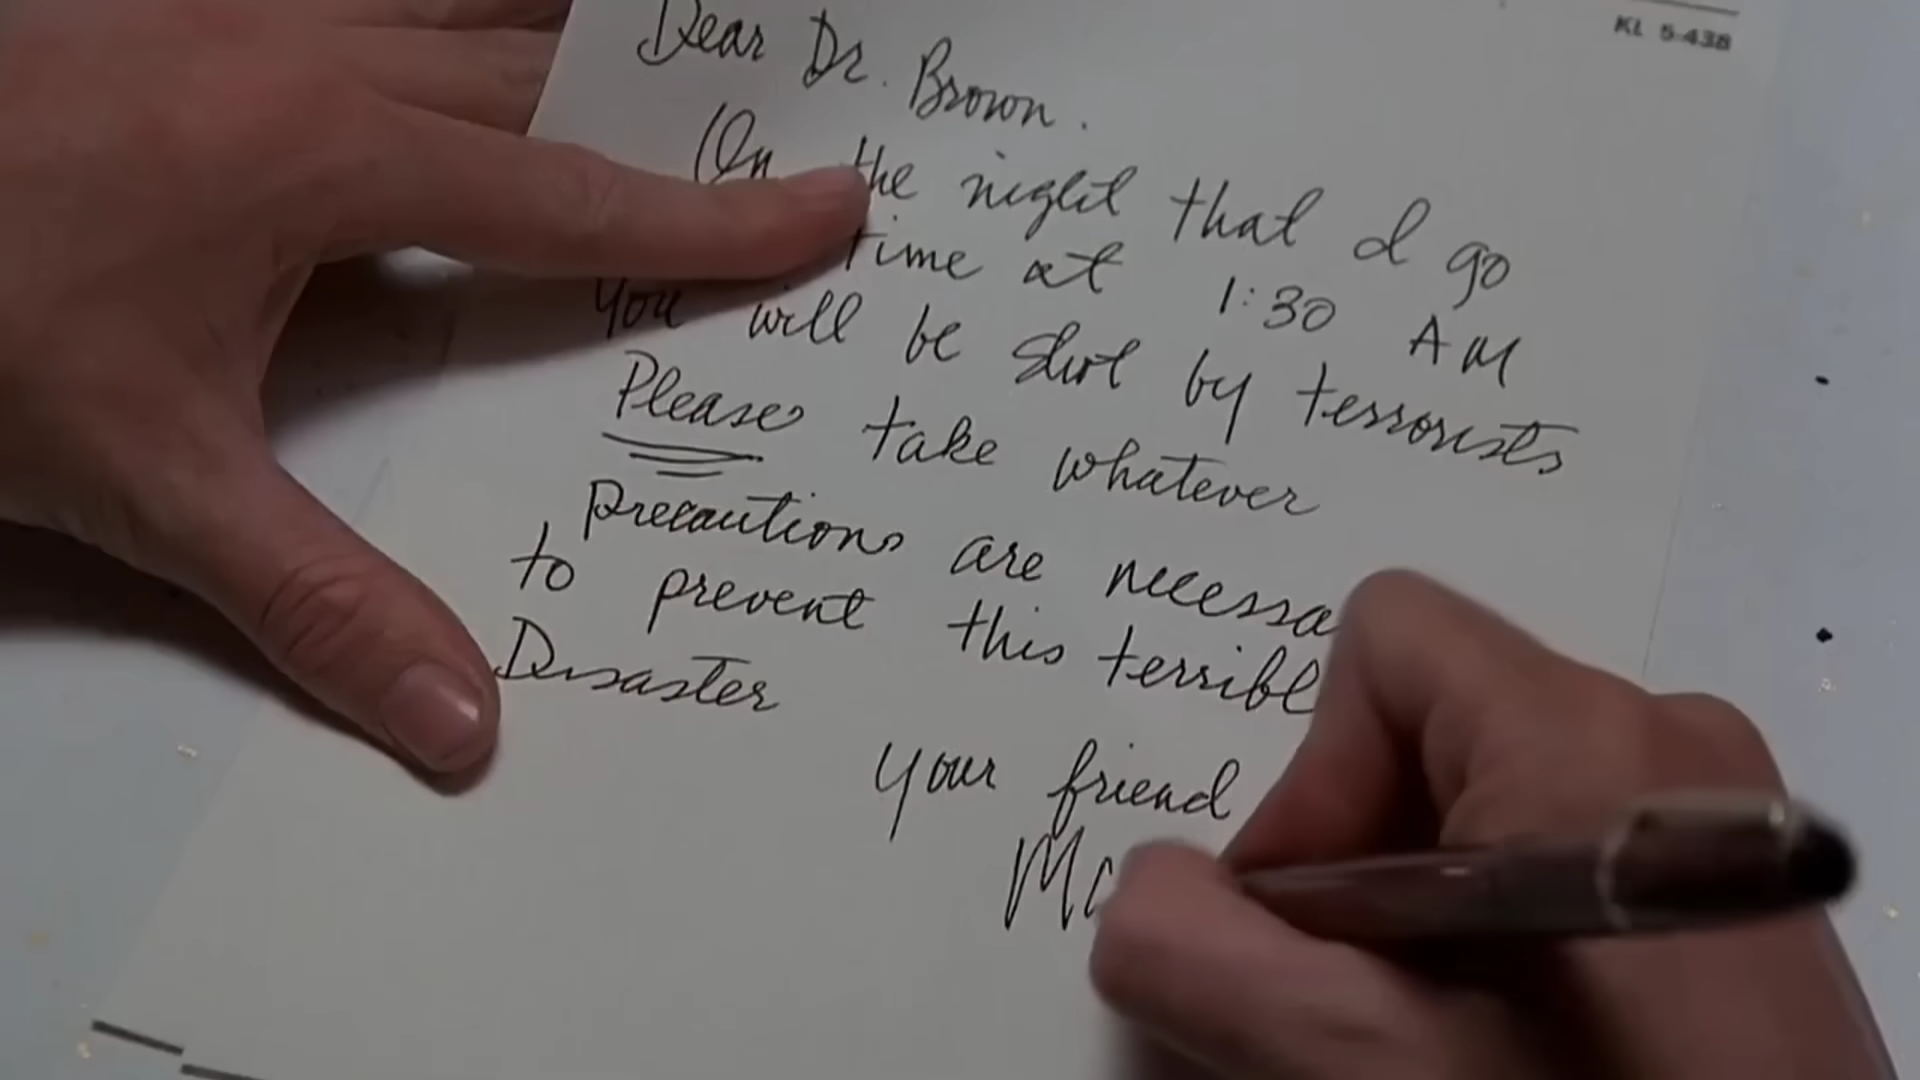 KL 5-438
Dear Dr. Brown.
On the night that I go
time at 1:30 AM
You will be shot by terrorists
Please take whatever
Precautions are necessa
to prevent this terribl
Disaster
Your friend
Ma